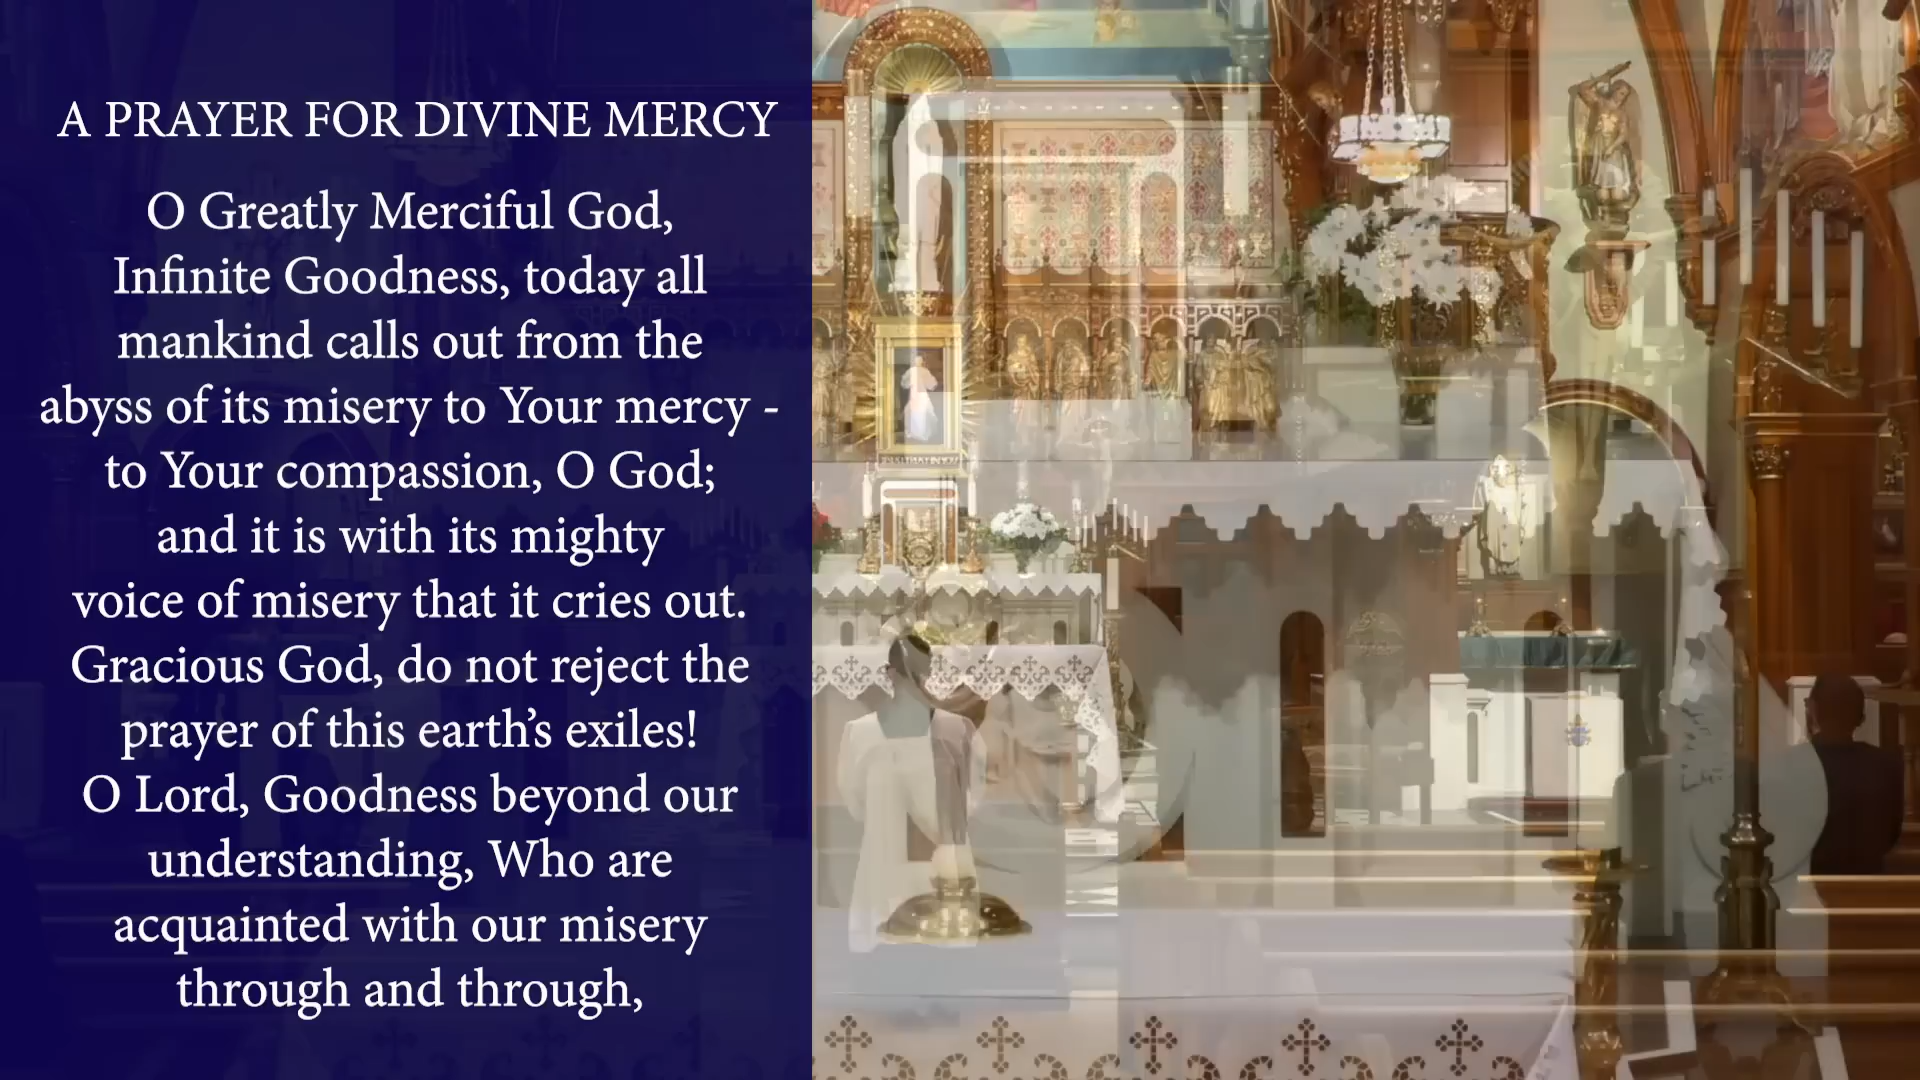 A PRAYER FOR DIVINE MERCY
O Greatly Merciful God,
Infinite Goodness, today all
mankind calls out from the
abyss of its misery to Your mercy -
to Your compassion, O God;
and it is with its mighty
voice of misery that it cries out.
Gracious God, do not reject the
prayer of this earth’s exiles!
O Lord, Goodness beyond our
understanding, Who are
acquainted with our misery
through and through,